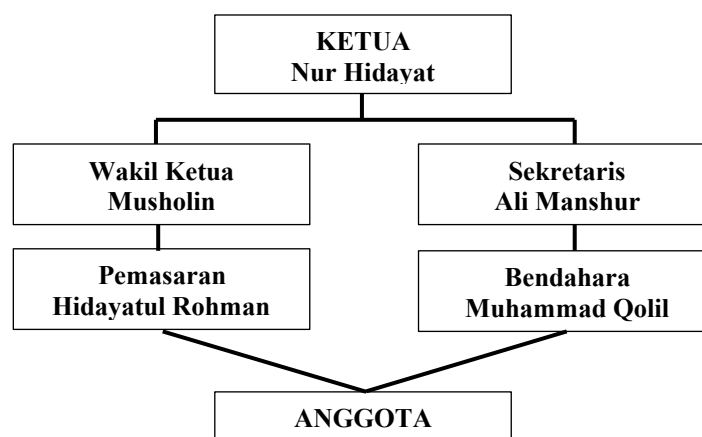 KETUA
Nur Hidayat
Wakil Ketua
Musholin
Sekretaris
Ali Manshur
Pemasaran
Hidayatul Rohman
Bendahara
Muhammad Qolil
ANGGOTA